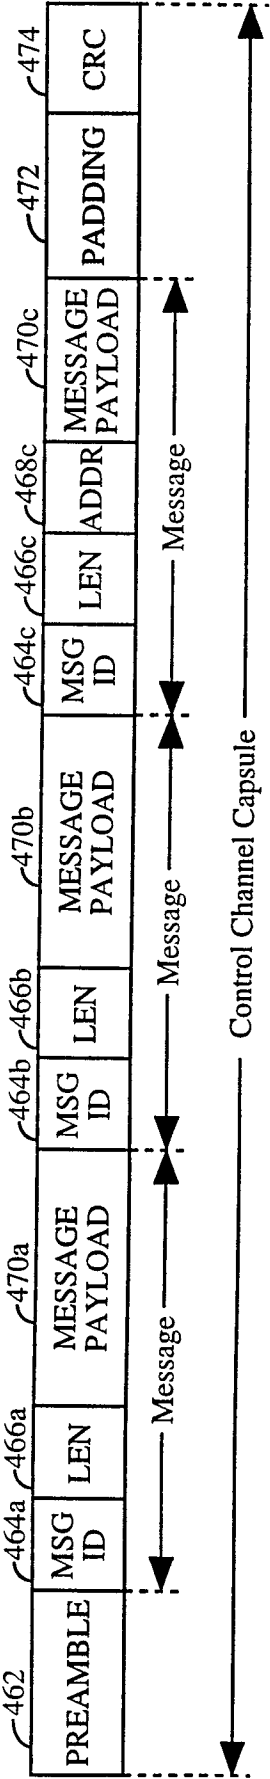 462 464a 466a 470a 464b 466b 470b 464c 466c 468c 470c 472 474
PREAMBLE
MSG ID
LEN
MESSAGE PAYLOAD
MSG ID
LEN
MESSAGE PAYLOAD
MSG ID
LEN
ADDR
MESSAGE PAYLOAD
PADDING
CRC
Message Message Message
Control Channel Capsule